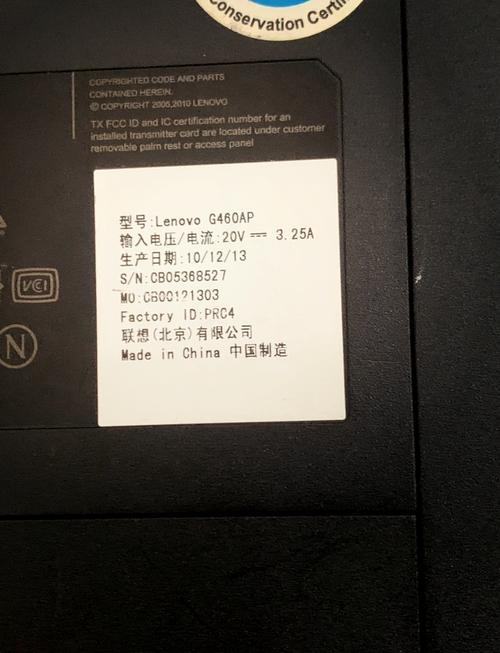 Conservation Certi
COPYRIGHTED CODE AND PARTS
CONTAINED HEREIN.
© COPYRIGHT 2005,2010 LENOVO
TX FCC ID and IC certification number for an
installed transmitter card are located under customer
removable palm rest or access panel
型号:Lenovo G460AP
输入电压/电流:20V⎓ 3.25A
生产日期:10/12/13
S/N:CB05368527
MO:CB00121303
Factory ID:PRC4
联想(北京)有限公司
Made in China 中国制造
VCI
N